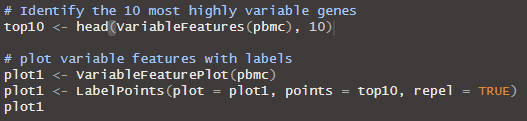 # Identify the 10 most highly variable genes
top10 <- head(VariableFeatures(pbmc), 10)
# plot variable features with labels
plot1 <- VariableFeaturePlot(pbmc)
plot1 <- LabelPoints(plot = plot1, points = top10, repel = TRUE)
plot1